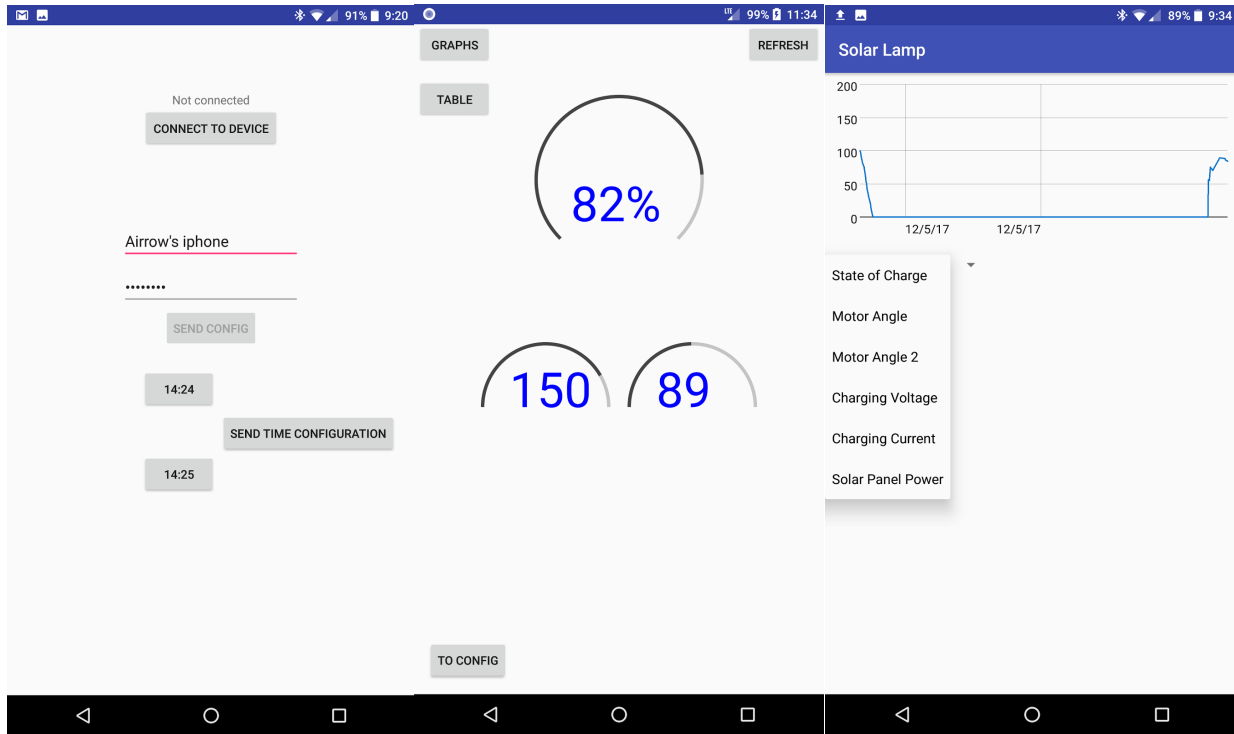 91% 9:20
Not connected
CONNECT TO DEVICE
Airrow's iphone
••••••••
SEND CONFIG
14:24
SEND TIME CONFIGURATION
14:25
LTE 99% 11:34
GRAPHS
REFRESH
TABLE
82%
150
89
TO CONFIG
89% 9:34
Solar Lamp
200
150
100
50
0
12/5/17 12/5/17
State of Charge
Motor Angle
Motor Angle 2
Charging Voltage
Charging Current
Solar Panel Power